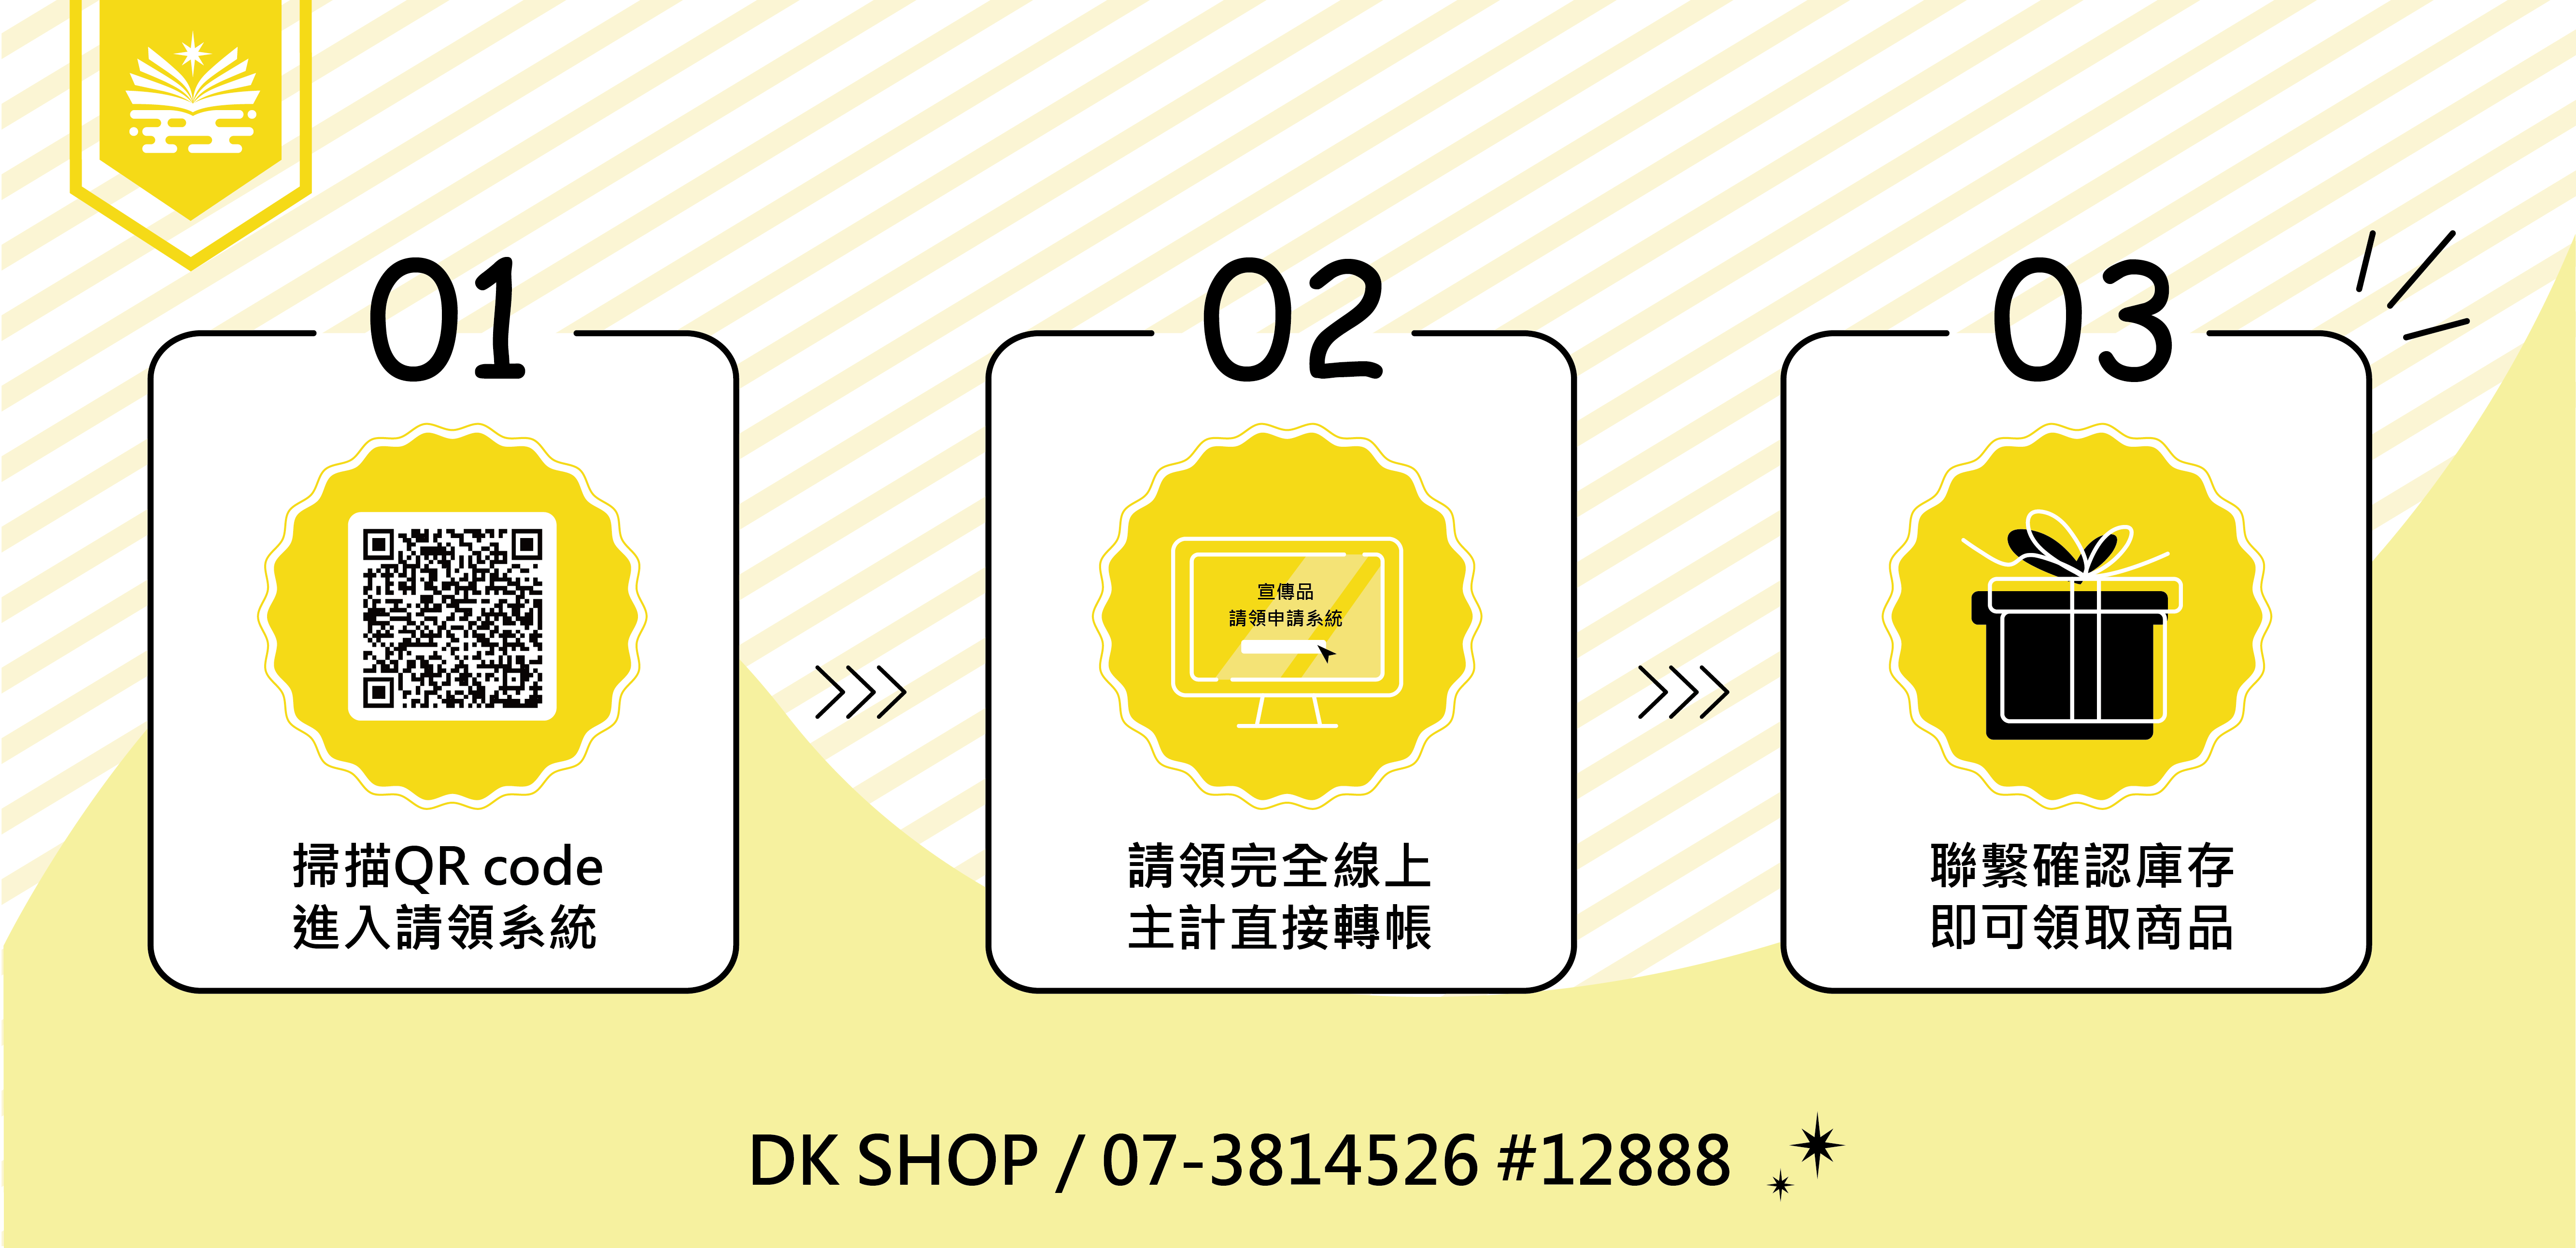 01
掃描QR code
進入請領系統
02
宣傳品
請領申請系統
請領完全線上
主計直接轉帳
03
聯繫確認庫存
即可領取商品
DK SHOP / 07-3814526 #12888